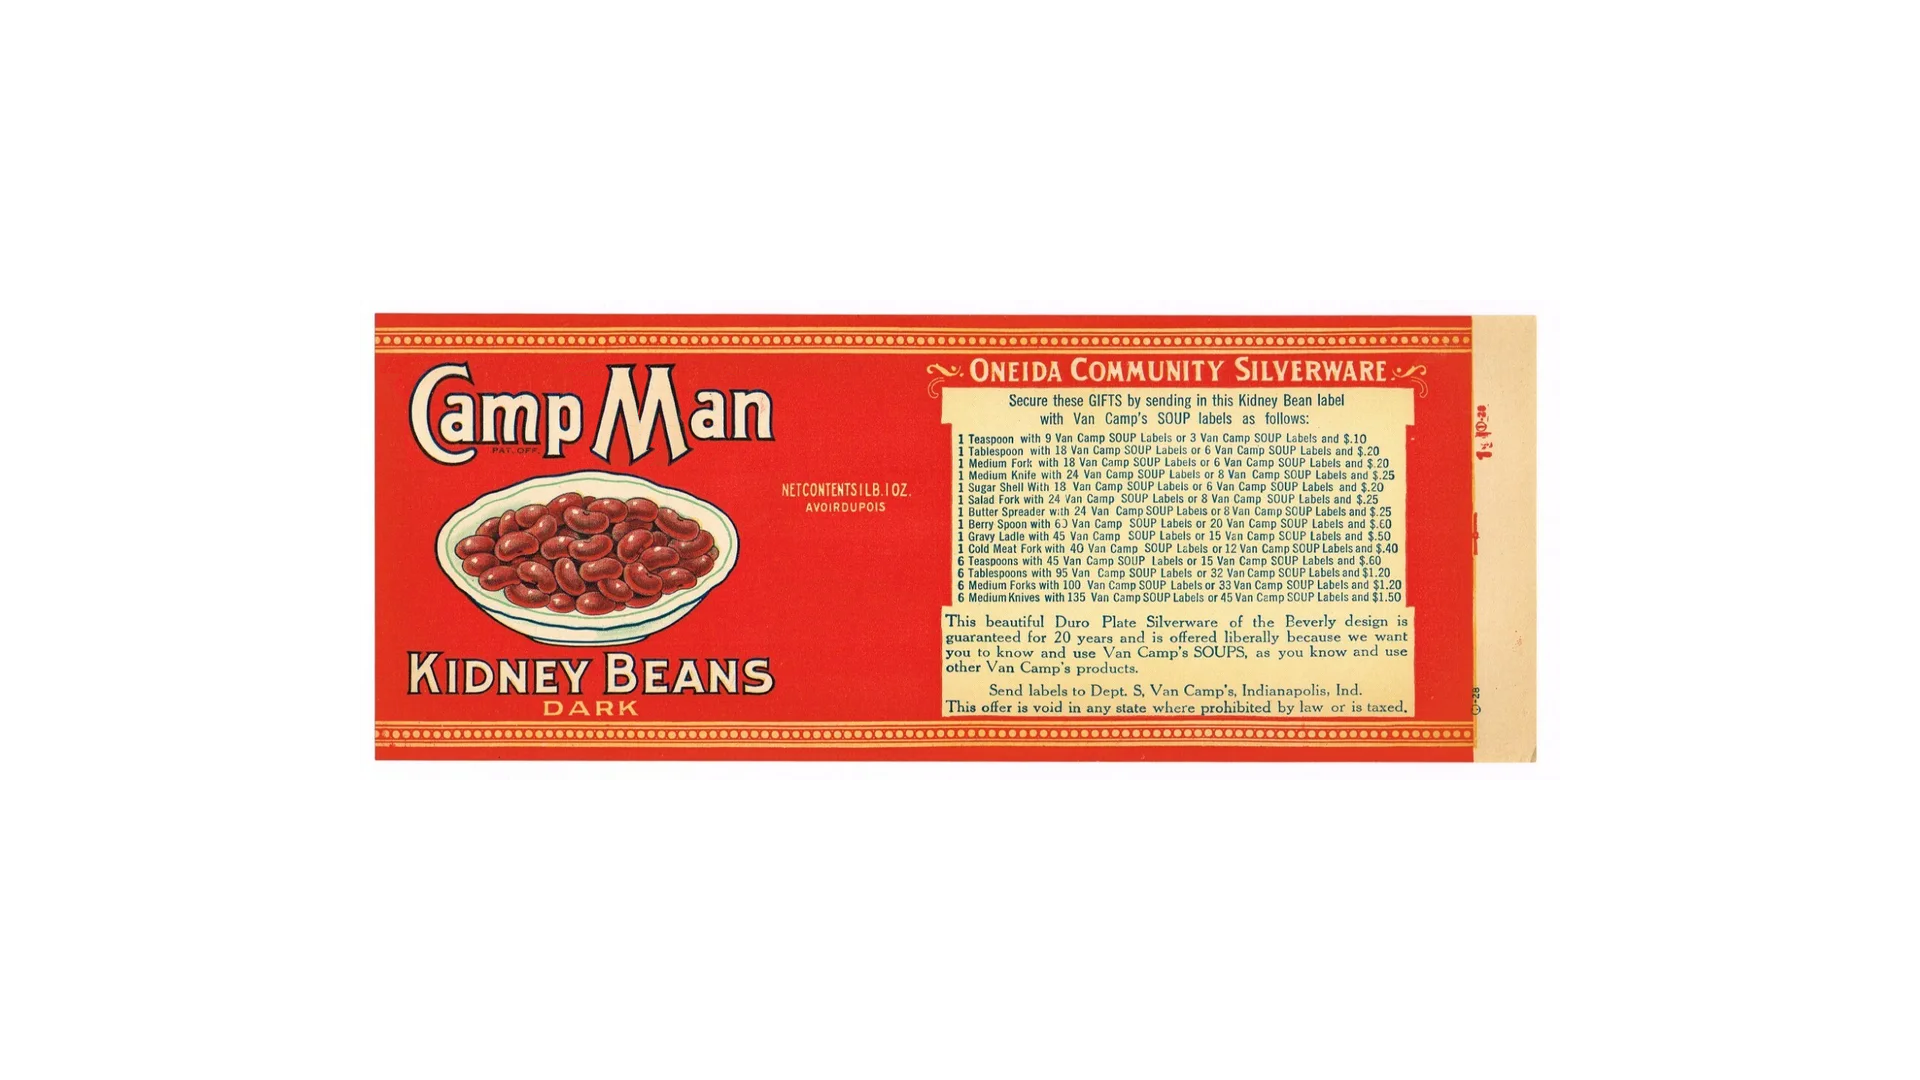 Camp Man
PAT. OFF.
KIDNEY BEANS
DARK
NET CONTENTS 1 LB. 1 OZ.
AVOIRDUPOIS
ONEIDA COMMUNITY SILVERWARE
Secure these GIFTS by sending in this Kidney Bean label
with Van Camp's SOUP labels as follows:
1 Teaspoon with 9 Van Camp SOUP Labels or 3 Van Camp SOUP Labels and $.10
1 Tablespoon with 18 Van Camp SOUP Labels or 6 Van Camp SOUP Labels and $.20
1 Medium Fork with 18 Van Camp SOUP Labels or 6 Van Camp SOUP Labels and $.20
1 Medium Knife with 24 Van Camp SOUP Labels or 8 Van Camp SOUP Labels and $.25
1 Sugar Shell With 18 Van Camp SOUP Labels or 6 Van Camp SOUP Labels and $.20
1 Salad Fork with 24 Van Camp SOUP Labels or 8 Van Camp SOUP Labels and $.25
1 Butter Spreader with 24 Van Camp SOUP Labels or 8 Van Camp SOUP Labels and $.25
1 Berry Spoon with 60 Van Camp SOUP Labels or 20 Van Camp SOUP Labels and $.60
1 Gravy Ladle with 45 Van Camp SOUP Labels or 15 Van Camp SOUP Labels and $.50
1 Cold Meat Fork with 40 Van Camp SOUP Labels or 12 Van Camp SOUP Labels and $.40
6 Teaspoons with 45 Van Camp SOUP Labels or 15 Van Camp SOUP Labels and $.60
6 Tablespoons with 95 Van Camp SOUP Labels or 32 Van Camp SOUP Labels and $1.20
6 Medium Forks with 100 Van Camp SOUP Labels or 33 Van Camp SOUP Labels and $1.20
6 Medium Knives with 135 Van Camp SOUP Labels or 45 Van Camp SOUP Labels and $1.50
This beautiful Duro Plate Silverware of the Beverly design is
guaranteed for 20 years and is offered liberally because we want
you to know and use Van Camp's SOUPS, as you know and use
other Van Camp's products.
Send labels to Dept. S, Van Camp's, Indianapolis, Ind.
This offer is void in any state where prohibited by law or is taxed.